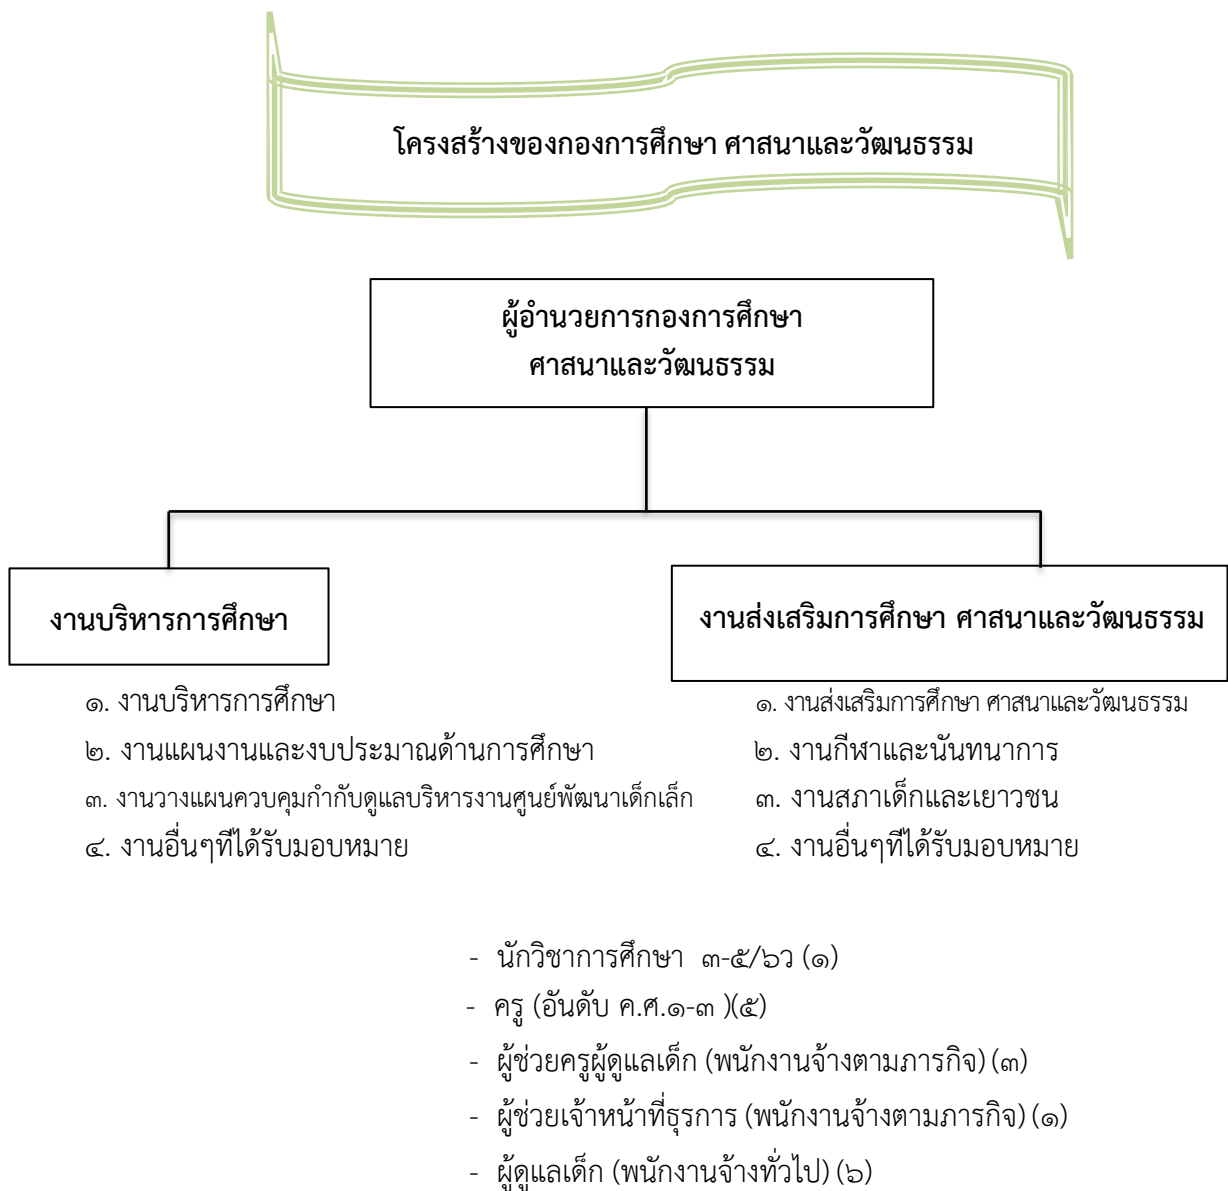 โครงสร้างของกองการศึกษา ศาสนาและวัฒนธรรม
ผู้อำนวยการกองการศึกษา
ศาสนาและวัฒนธรรม
งานบริหารการศึกษา
๑. งานบริหารการศึกษา
๒. งานแผนงานและงบประมาณด้านการศึกษา
๓. งานวางแผนควบคุมกำกับดูแลบริหารงานศูนย์พัฒนาเด็กเล็ก
๔. งานอื่นๆทีได้รับมอบหมาย
งานส่งเสริมการศึกษา ศาสนาและวัฒนธรรม
๑. งานส่งเสริมการศึกษา ศาสนาและวัฒนธรรม
๒. งานกีฬาและนันทนาการ
๓. งานสภาเด็กและเยาวชน
๔. งานอื่นๆทีได้รับมอบหมาย
- นักวิชาการศึกษา ๓-๕/๖ว (๑)
- ครู (อันดับ ค.ศ.๑-๓ )(๕)
- ผู้ช่วยครูผู้ดูแลเด็ก (พนักงานจ้างตามภารกิจ) (๓)
- ผู้ช่วยเจ้าหน้าที่ธุรการ (พนักงานจ้างตามภารกิจ) (๑)
- ผู้ดูแลเด็ก (พนักงานจ้างทั่วไป) (๖)